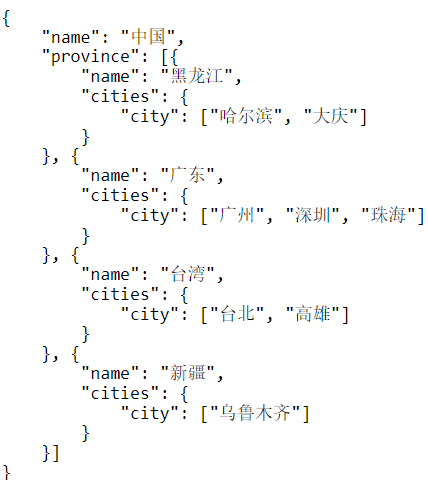 {
    "name": "中国",
    "province": [{
        "name": "黑龙江",
        "cities": {
            "city": ["哈尔滨", "大庆"]
        }
    }, {
        "name": "广东",
        "cities": {
            "city": ["广州", "深圳", "珠海"]
        }
    }, {
        "name": "台湾",
        "cities": {
            "city": ["台北", "高雄"]
        }
    }, {
        "name": "新疆",
        "cities": {
            "city": ["乌鲁木齐"]
        }
    }]
}